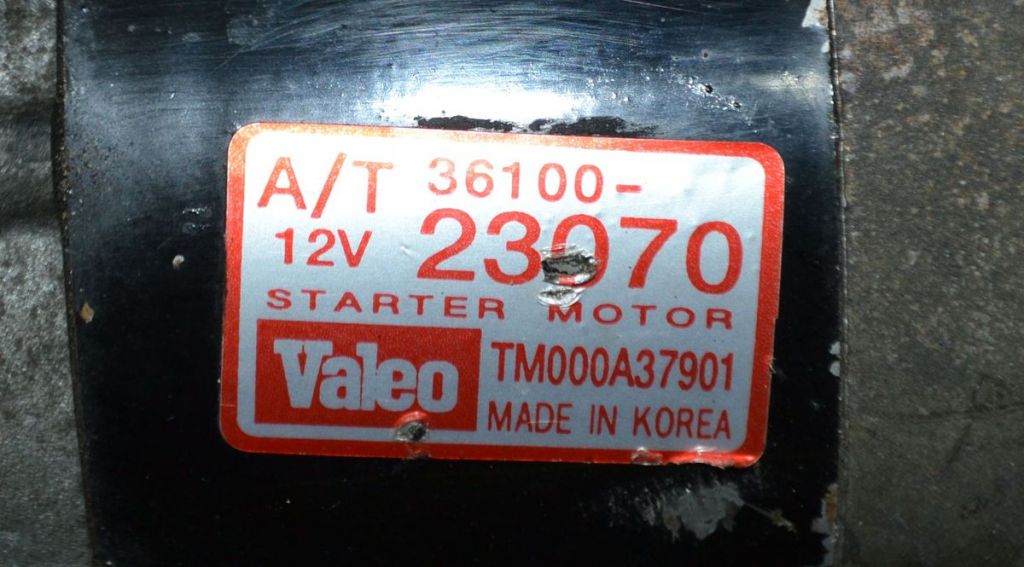 A/T 36100-
12V 23070
STARTER MOTOR
Valeo
TM000A37901
MADE IN KOREA